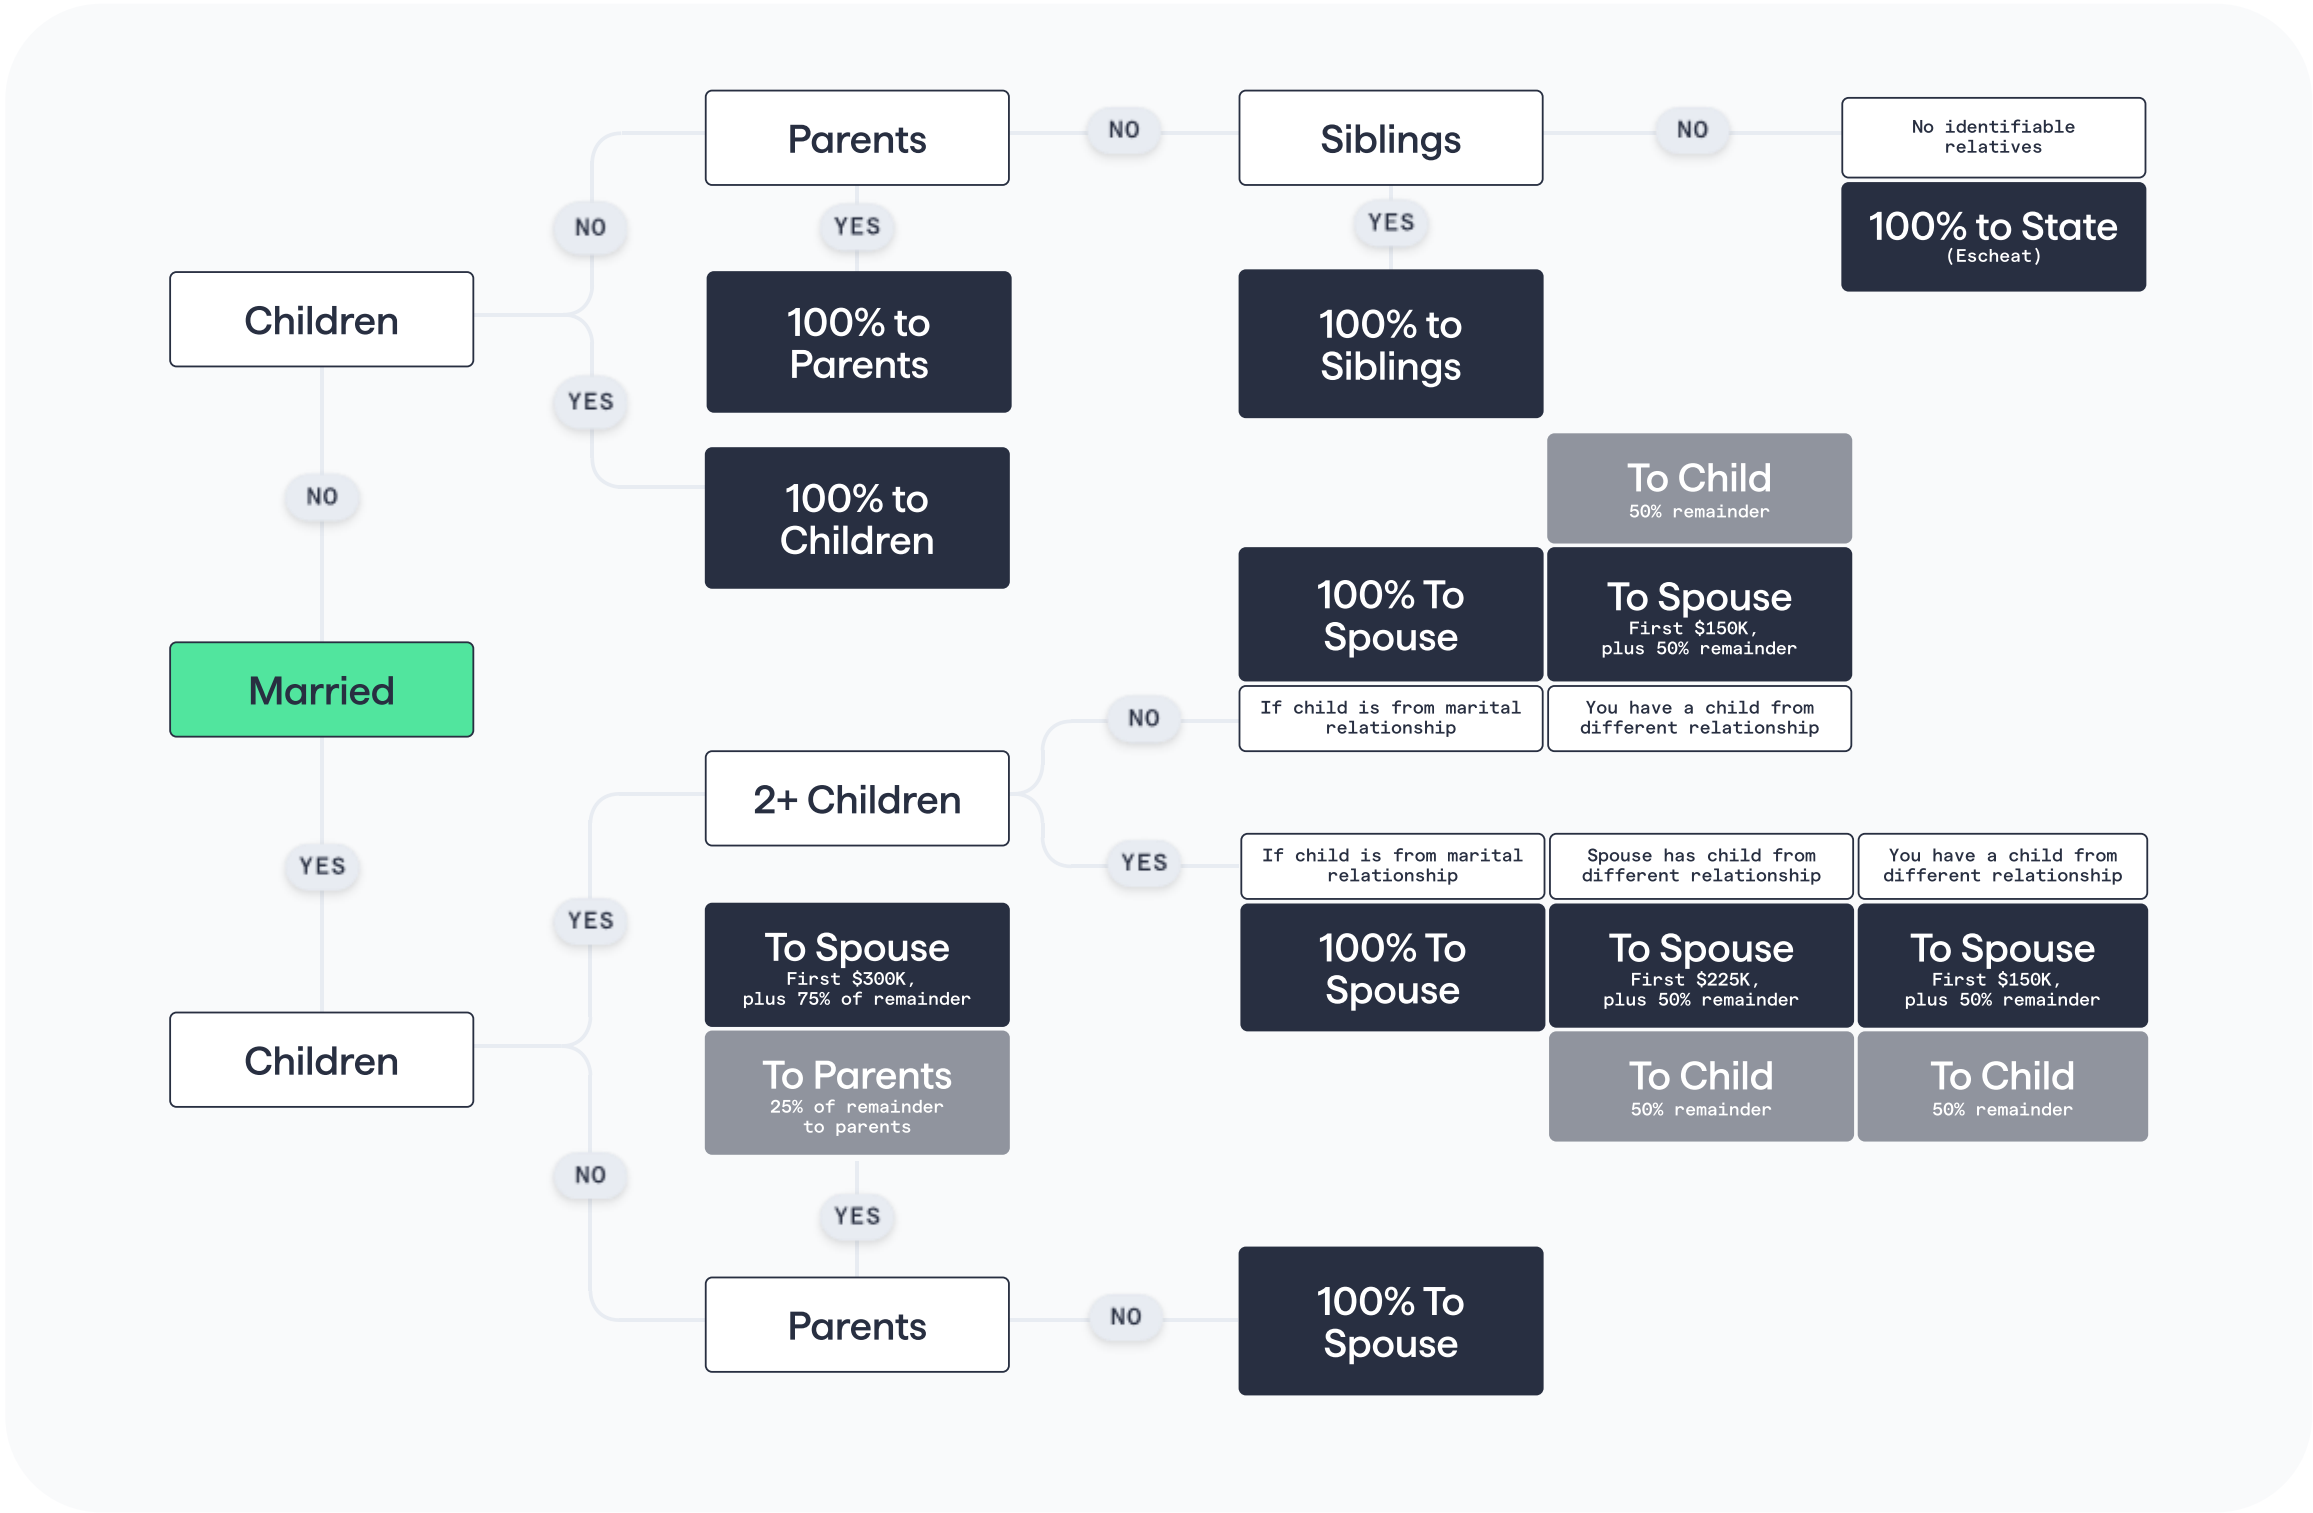 Parents
NO
Siblings
NO
No identifiable
relatives
100% to State
(Escheat)
NO
YES
YES
Children
100% to
Parents
100% to
Siblings
YES
100% to
Children
NO
To Child
50% remainder
100% To
Spouse
To Spouse
First $150K,
plus 50% remainder
If child is from marital
relationship
You have a child from
different relationship
Married
NO
2+ Children
YES
If child is from marital
relationship
Spouse has child from
different relationship
You have a child from
different relationship
YES
YES
To Spouse
First $300K,
plus 75% of remainder
100% To
Spouse
To Spouse
First $225K,
plus 50% remainder
To Spouse
First $150K,
plus 50% remainder
Children
To Parents
25% of remainder
to parents
To Child
50% remainder
To Child
50% remainder
NO
YES
Parents
NO
100% To
Spouse